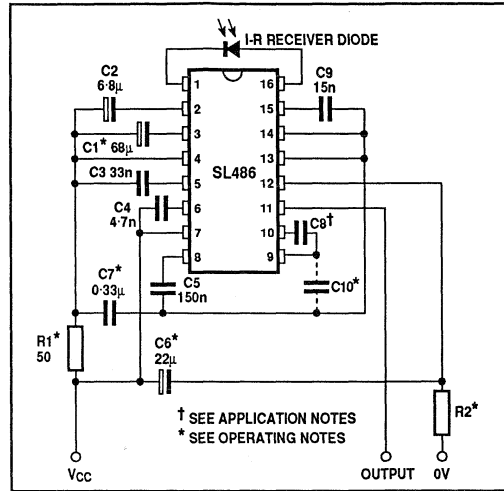 I-R RECEIVER DIODE
C2
6·8µ
C9
15n
1
16
2
15
C1* 68µ
3
14
4
13
SL486
C3 33n
5
12
C4
4·7n
6
11
7
10
C8†
8
9
C7*
0·33µ
C5
150n
C10*
R1*
50
C6*
22µ
R2*
† SEE APPLICATION NOTES
* SEE OPERATING NOTES
VCC
OUTPUT
0V